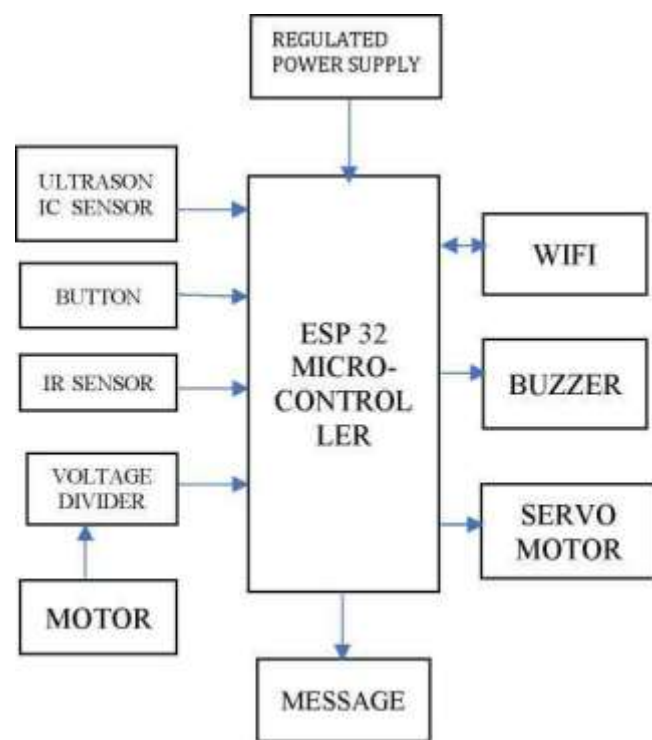 REGULATED
POWER SUPPLY
ULTRASON
IC SENSOR
BUTTON
IR SENSOR
VOLTAGE
DIVIDER
MOTOR
ESP 32
MICRO-
CONTROL
LER
WIFI
BUZZER
SERVO
MOTOR
MESSAGE